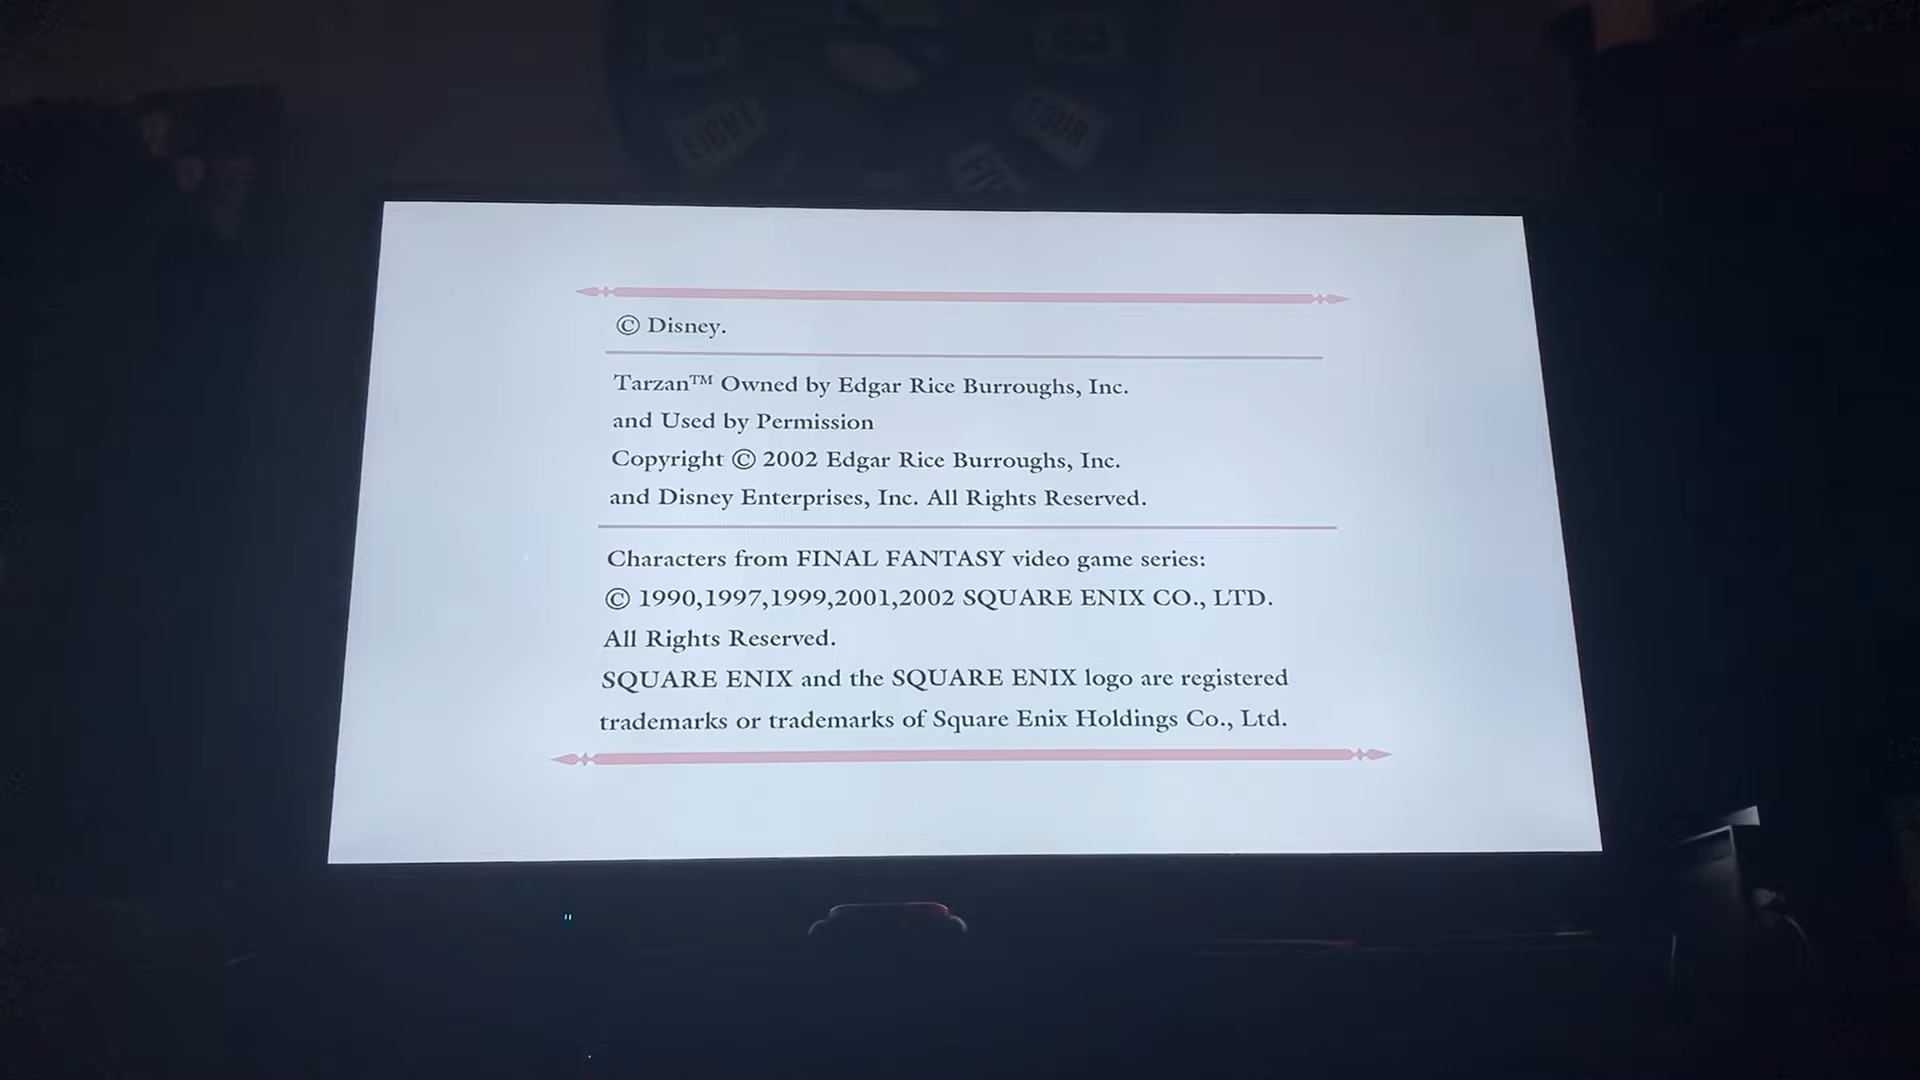 EIGHT
FOUR
© Disney.
Tarzan™ Owned by Edgar Rice Burroughs, Inc.
and Used by Permission
Copyright © 2002 Edgar Rice Burroughs, Inc.
and Disney Enterprises, Inc. All Rights Reserved.
Characters from FINAL FANTASY video game series:
© 1990,1997,1999,2001,2002 SQUARE ENIX CO., LTD.
All Rights Reserved.
SQUARE ENIX and the SQUARE ENIX logo are registered
trademarks or trademarks of Square Enix Holdings Co., Ltd.